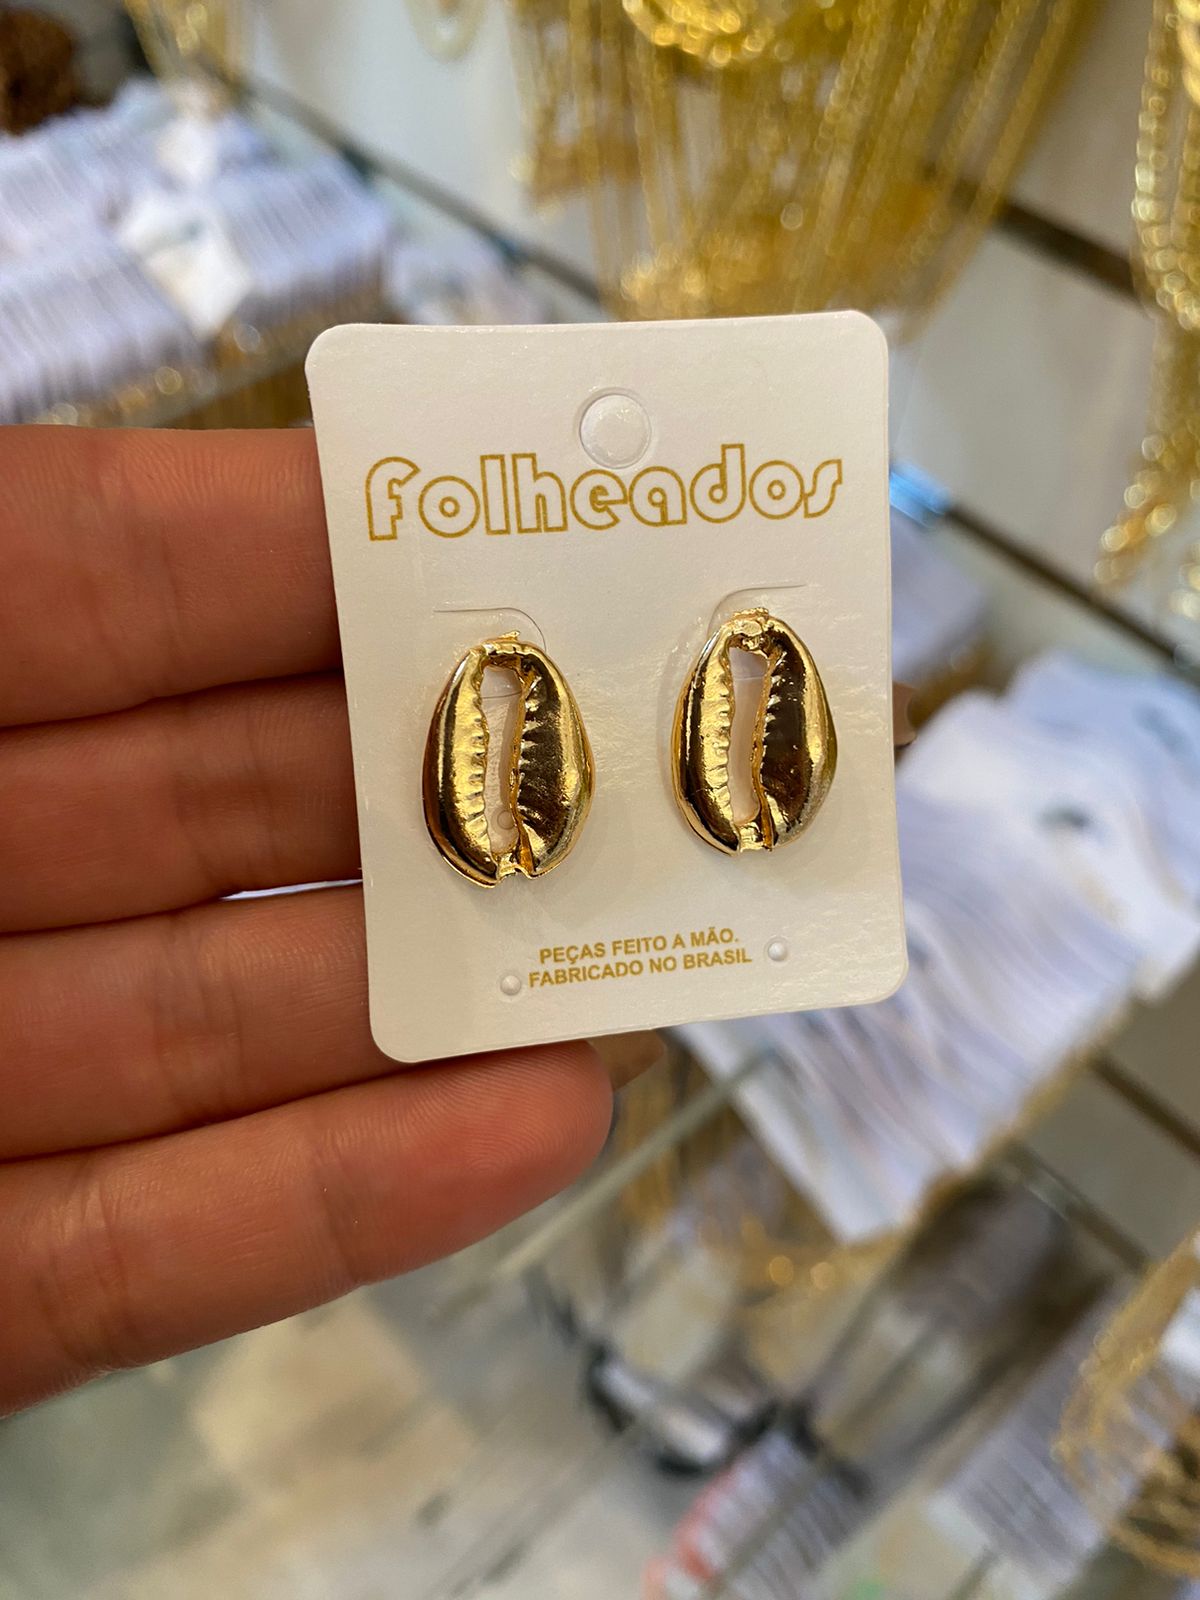 Folheados
PEÇAS FEITO A MÃO.
FABRICADO NO BRASIL